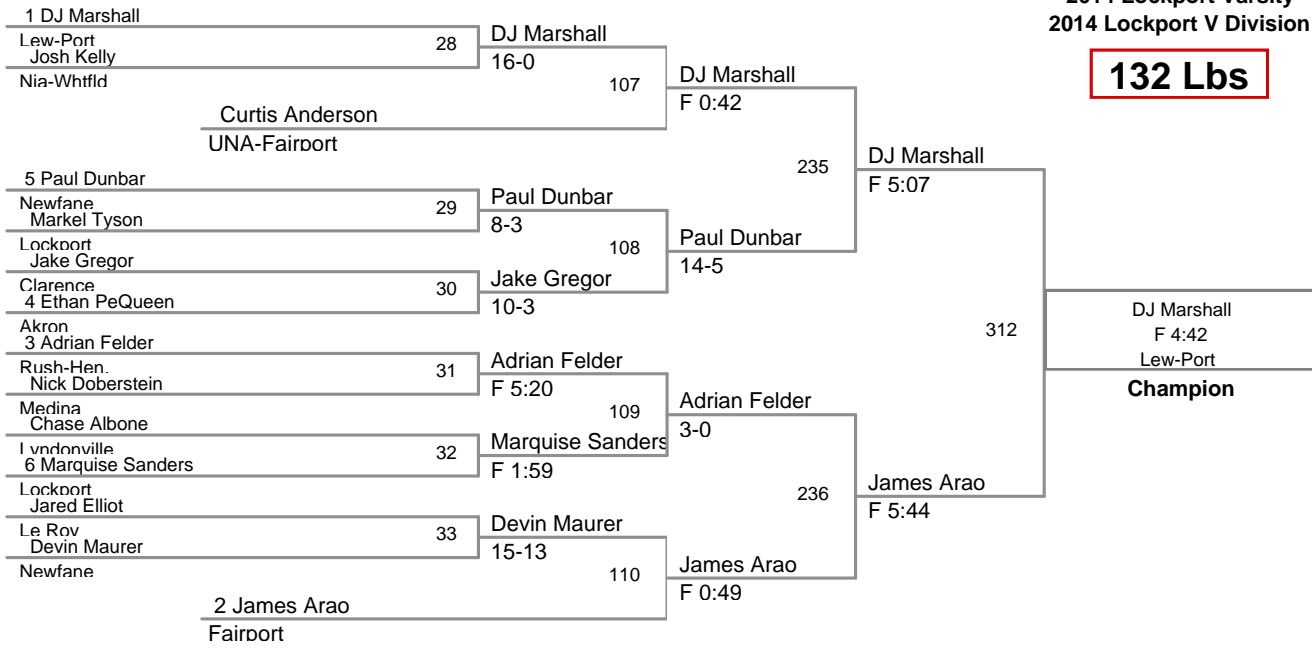 2014 Lockport Varsity
2014 Lockport V Division
132 Lbs
1 DJ Marshall
Lew-Port
Josh Kelly
Nia-Whtfld
28
DJ Marshall
16-0
Curtis Anderson
UNA-Fairport
107
DJ Marshall
F 0:42
5 Paul Dunbar
Newfane
Markel Tyson
Lockport
29
Paul Dunbar
8-3
Jake Gregor
Clarence
4 Ethan PeQueen
Akron
30
Jake Gregor
10-3
108
Paul Dunbar
14-5
235
DJ Marshall
F 5:07
3 Adrian Felder
Rush-Hen.
Nick Doberstein
Medina
31
Adrian Felder
F 5:20
Chase Albone
Lyndonville
6 Marquise Sanders
Lockport
32
Marquise Sanders
F 1:59
109
Adrian Felder
3-0
Jared Elliot
Le Roy
Devin Maurer
Newfane
33
Devin Maurer
15-13
2 James Arao
Fairport
110
James Arao
F 0:49
236
James Arao
F 5:44
312
DJ Marshall
F 4:42
Lew-Port
Champion